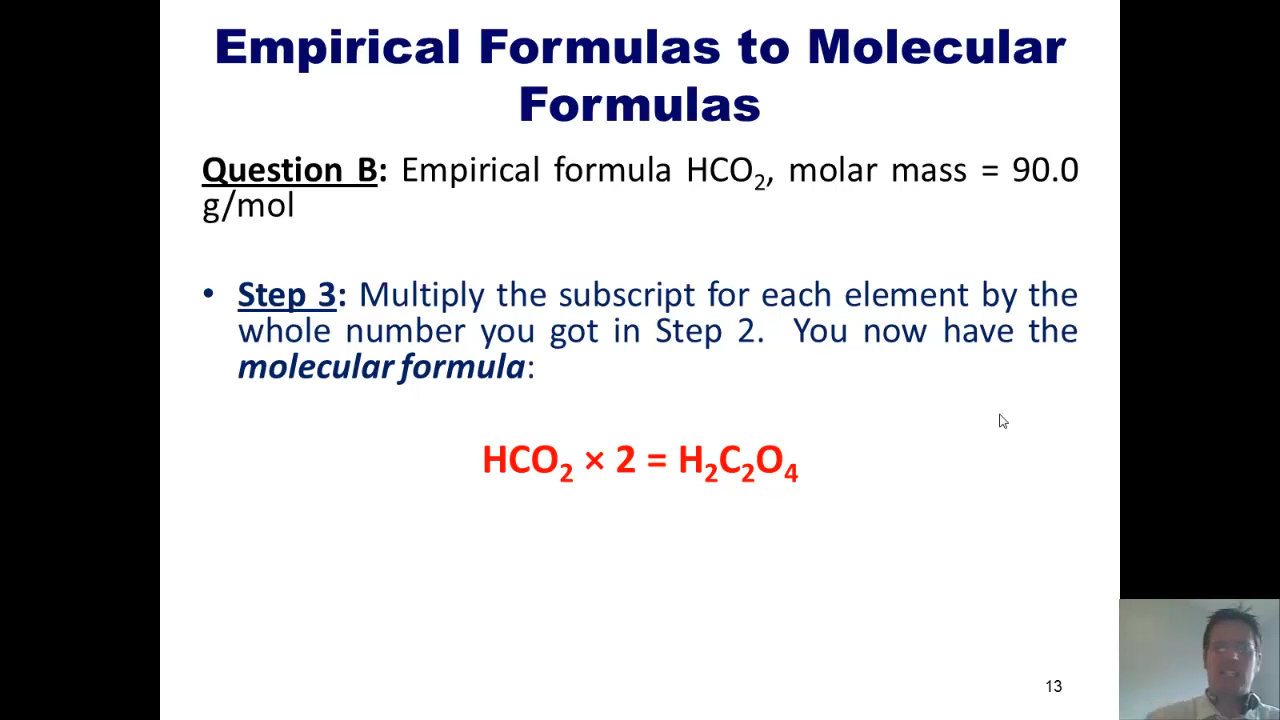 Empirical Formulas to Molecular
Formulas
Question B: Empirical formula HCO₂, molar mass = 90.0
g/mol
• Step 3: Multiply the subscript for each element by the
whole number you got in Step 2. You now have the
molecular formula:
HCO₂ × 2 = H₂C₂O₄
13